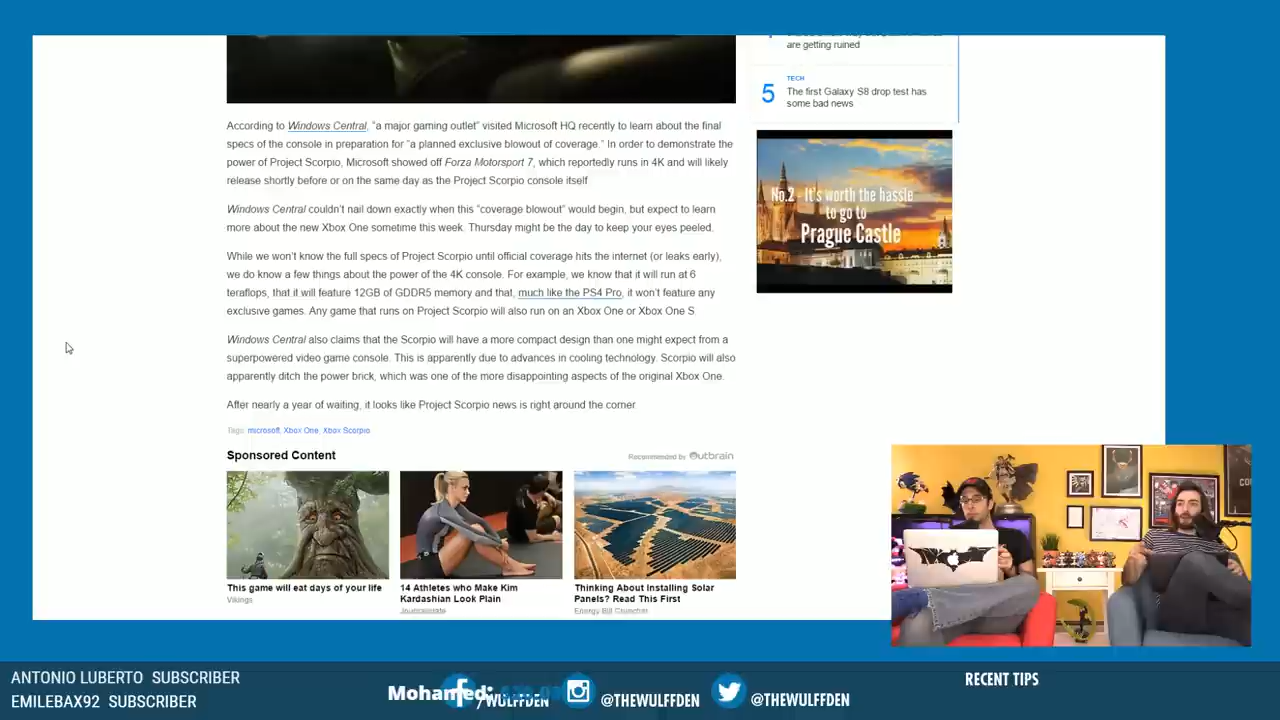 are getting ruined
TECH
5
The first Galaxy S8 drop test has
some bad news
According to Windows Central, "a major gaming outlet" visited Microsoft HQ recently to learn about the final
specs of the console in preparation for "a planned exclusive blowout of coverage." In order to demonstrate the
power of Project Scorpio, Microsoft showed off Forza Motorsport 7, which reportedly runs in 4K and will likely
release shortly before or on the same day as the Project Scorpio console itself
Windows Central couldn't nail down exactly when this "coverage blowout" would begin, but expect to learn
more about the new Xbox One sometime this week. Thursday might be the day to keep your eyes peeled.
While we won't know the full specs of Project Scorpio until official coverage hits the internet (or leaks early),
we do know a few things about the power of the 4K console. For example, we know that it will run at 6
teraflops, that it will feature 12GB of GDDR5 memory and that, much like the PS4 Pro, it won't feature any
exclusive games. Any game that runs on Project Scorpio will also run on an Xbox One or Xbox One S
Windows Central also claims that the Scorpio will have a more compact design than one might expect from a
superpowered video game console. This is apparently due to advances in cooling technology. Scorpio will also
apparently ditch the power brick, which was one of the more disappointing aspects of the original Xbox One.
After nearly a year of waiting, it looks like Project Scorpio news is right around the corner
Tags: microsoft, Xbox One, Xbox Scorpio
No.2 - It's worth the hassle
to go to
Prague Castle
Sponsored Content
Recommended by Outbrain
This game will eat days of your life
Vikings
14 Athletes who Make Kim
Kardashian Look Plain
Thinking About Installing Solar
Panels? Read This First
Energy Bill Cruncher
ANTONIO LUBERTO SUBSCRIBER
EMILEBAX92 SUBSCRIBER
Mohamed:
/WULFFDEN
@THEWULFFDEN
@THEWULFFDEN
RECENT TIPS